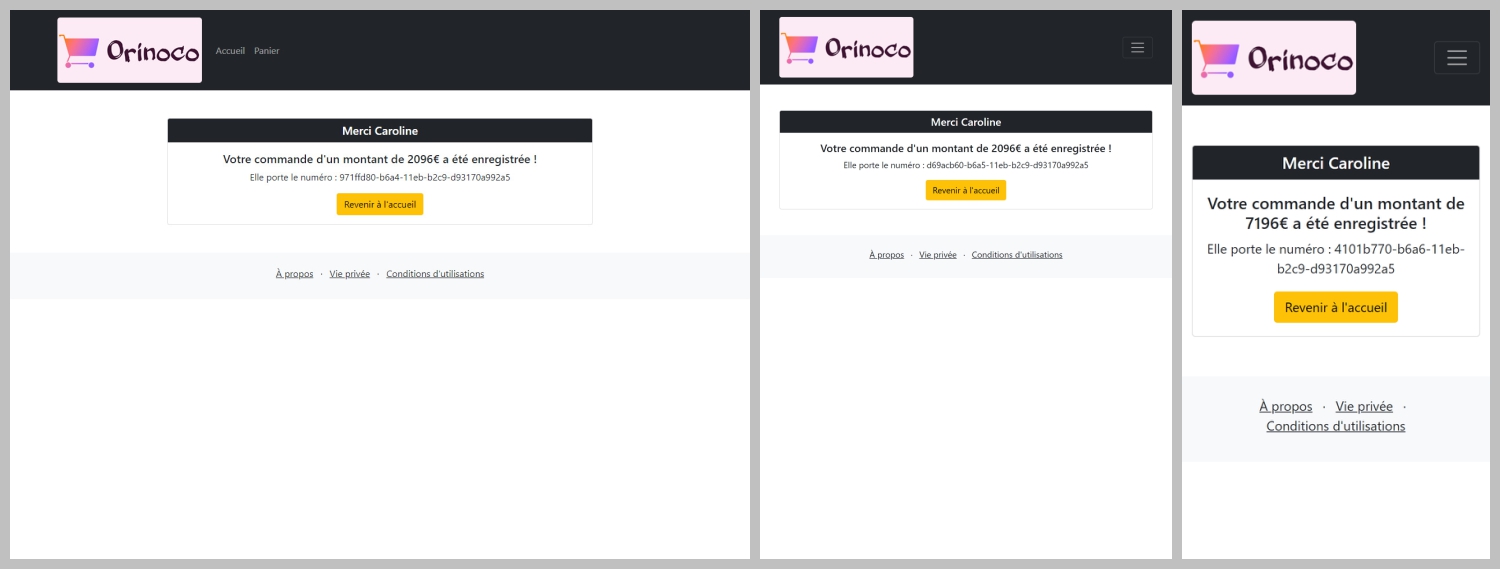 Orinoco
Accueil Panier
Merci Caroline
Votre commande d'un montant de 2096€ a été enregistrée !
Elle porte le numéro : 971ffd80-b6a4-11eb-b2c9-d93170a992a5
Revenir à l'accueil
À propos · Vie privée · Conditions d'utilisations
Orinoco
Merci Caroline
Votre commande d'un montant de 2096€ a été enregistrée !
Elle porte le numéro : d69acb60-b6a5-11eb-b2c9-d93170a992a5
Revenir à l'accueil
À propos · Vie privée · Conditions d'utilisations
Orinoco
Merci Caroline
Votre commande d'un montant de
7196€ a été enregistrée !
Elle porte le numéro : 4101b770-b6a6-11eb-
b2c9-d93170a992a5
Revenir à l'accueil
À propos · Vie privée ·
Conditions d'utilisations